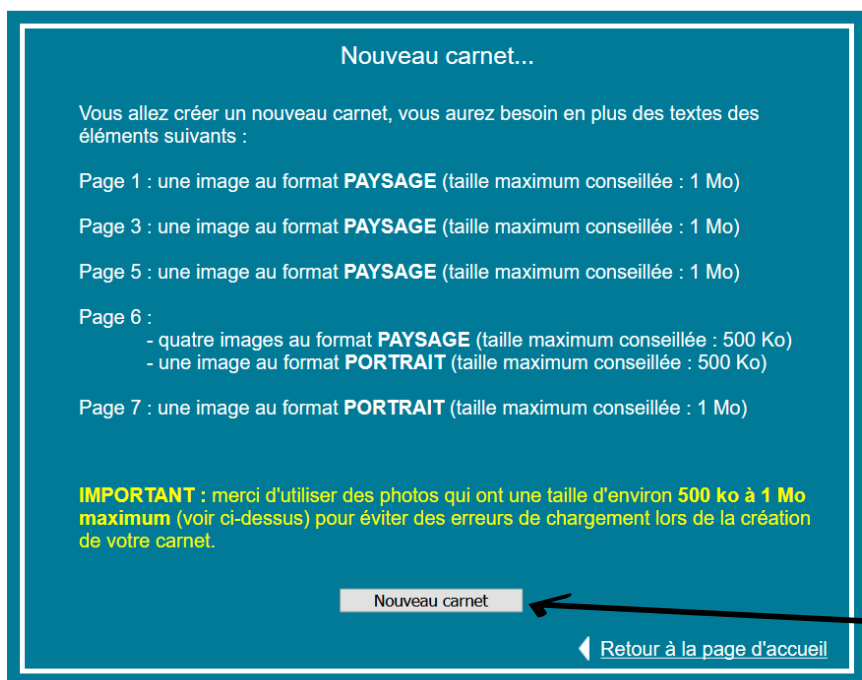 Nouveau carnet...
Vous allez créer un nouveau carnet, vous aurez besoin en plus des textes des
éléments suivants :
Page 1 : une image au format PAYSAGE (taille maximum conseillée : 1 Mo)
Page 3 : une image au format PAYSAGE (taille maximum conseillée : 1 Mo)
Page 5 : une image au format PAYSAGE (taille maximum conseillée : 1 Mo)
Page 6 :
- quatre images au format PAYSAGE (taille maximum conseillée : 500 Ko)
- une image au format PORTRAIT (taille maximum conseillée : 500 Ko)
Page 7 : une image au format PORTRAIT (taille maximum conseillée : 1 Mo)
IMPORTANT : merci d'utiliser des photos qui ont une taille d'environ 500 ko à 1 Mo
maximum (voir ci-dessus) pour éviter des erreurs de chargement lors de la création
de votre carnet.
Nouveau carnet
Retour à la page d'accueil